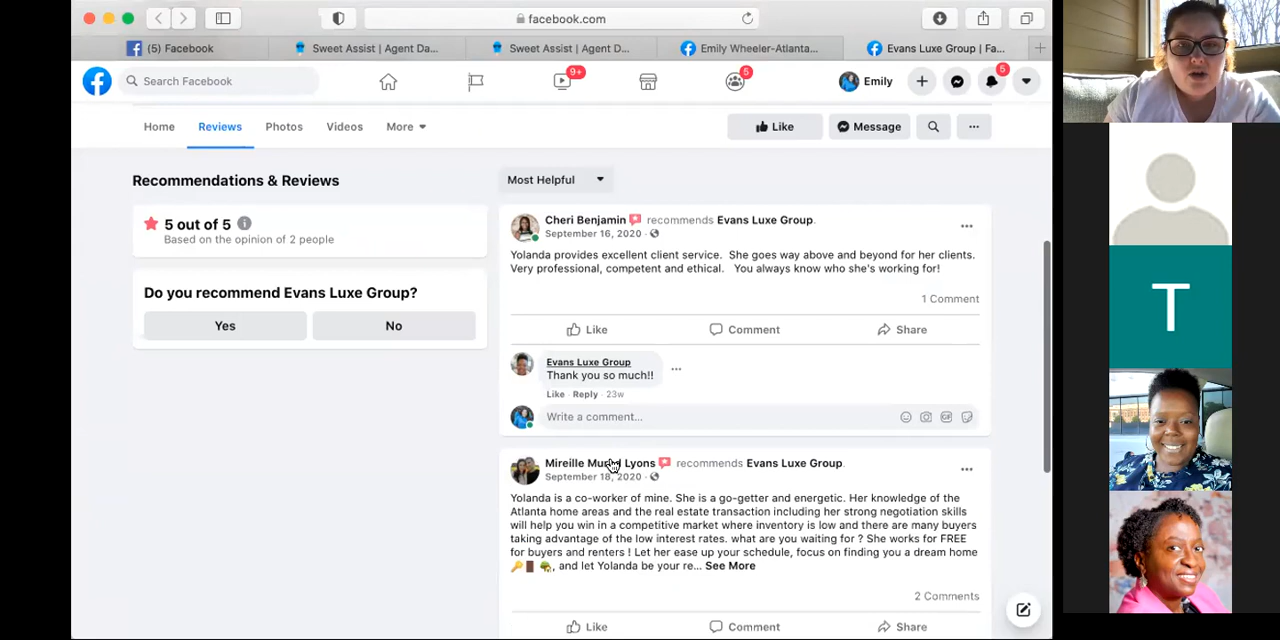 facebook.com
(5) Facebook
Sweet Assist | Agent Da...
Sweet Assist | Agent D...
Emily Wheeler-Atlanta...
Evans Luxe Group | Fa...
Search Facebook
9+
5
Emily
5
Home
Reviews
Photos
Videos
More
Like
Message
Recommendations & Reviews
5 out of 5
Based on the opinion of 2 people
Do you recommend Evans Luxe Group?
Yes
No
Most Helpful
Cheri Benjamin recommends Evans Luxe Group.
September 16, 2020
Yolanda provides excellent client service. She goes way above and beyond for her clients.
Very professional, competent and ethical. You always know who she's working for!
1 Comment
Like
Comment
Share
Evans Luxe Group
Thank you so much!!
Like · Reply · 23w
Write a comment...
GIF
Mireille Lyons recommends Evans Luxe Group.
September 18, 2020
Yolanda is a co-worker of mine. She is a go-getter and energetic. Her knowledge of the
Atlanta home areas and the real estate transaction including her strong negotiation skills
will help you win in a competitive market where inventory is low and there are many buyers
taking advantage of the low interest rates. what are you waiting for ? She works for FREE
for buyers and renters ! Let her ease up your schedule, focus on finding you a dream home
🔑🚪🏡, and let Yolanda be your re... See More
2 Comments
Like
Comment
Share
T